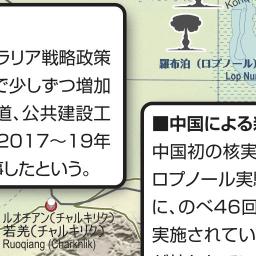 Kon
羅布泊（ロプノール）
Lop Nu
ラリア戦略政策
で少しずつ増加
道、公共建設工
2017～19年
事したという。
■中国による
中国初の核実
ロプノール実
に、のべ46回
実施されてい
ルオチアン（チャルキリク）
若羌（チャルキリク）
Ruoqiang (Charkhlik)